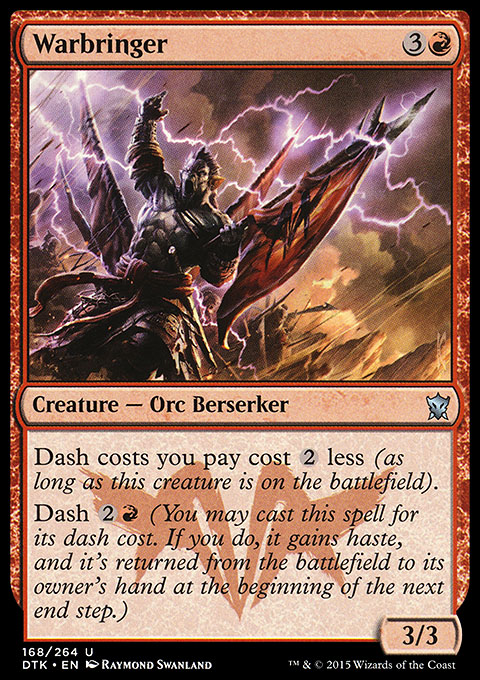 Warbringer 3
Creature — Orc Berserker
Dash costs you pay cost 2 less (as
long as this creature is on the battlefield).
Dash 2 (You may cast this spell for
its dash cost. If you do, it gains haste,
and it's returned from the battlefield to its
owner's hand at the beginning of the next
end step.)
3/3
168/264 U
DTK • EN Raymond Swanland
™ & © 2015 Wizards of the Coast